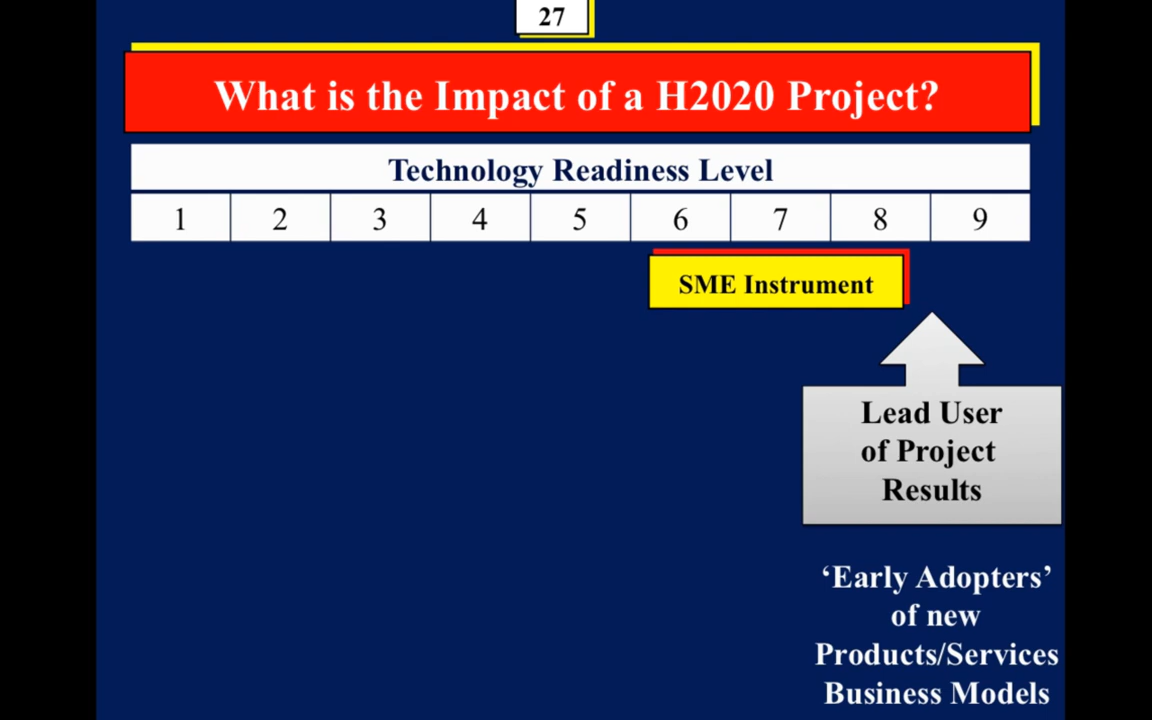 27
What is the Impact of a H2020 Project?
Technology Readiness Level
1 2 3 4 5 6 7 8 9
SME Instrument
Lead User
of Project
Results
‘Early Adopters’
of new
Products/Services
Business Models